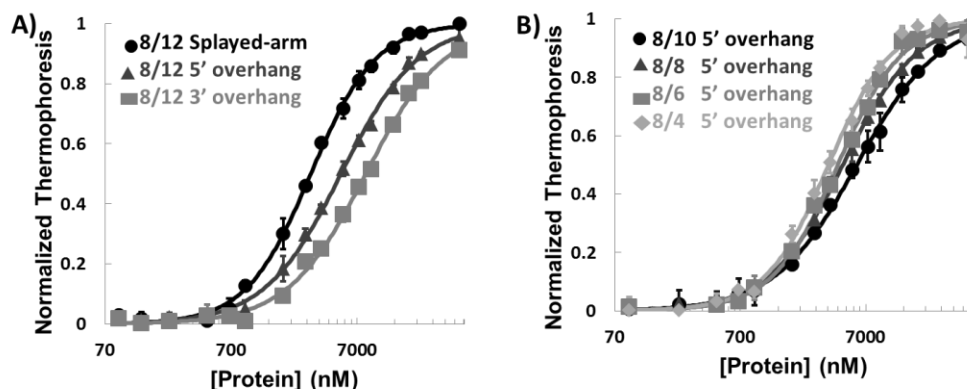 A)
Normalized Thermophoresis
1
0.8
0.6
0.4
0.2
0
8/12 Splayed-arm
8/12 5' overhang
8/12 3' overhang
70
700
7000
[Protein] (nM)
B)
Normalized Thermophoresis
1
0.8
0.6
0.4
0.2
0
8/10 5' overhang
8/8 5' overhang
8/6 5' overhang
8/4 5' overhang
70
700
7000
[Protein] (nM)